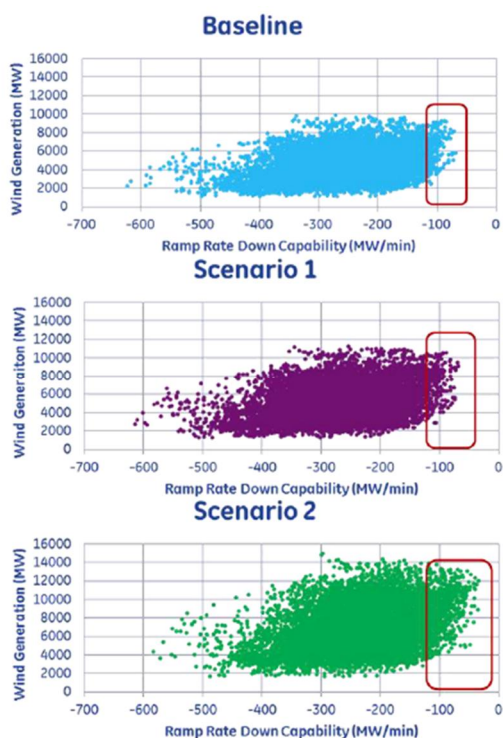 Baseline
Wind Generation (MW)
16000
14000
12000
10000
8000
6000
4000
2000
0
-700 -600 -500 -400 -300 -200 -100 0
Ramp Rate Down Capability (MW/min)
Scenario 1
Wind Generaiton (MW)
16000
14000
12000
10000
8000
6000
4000
2000
0
-700 -600 -500 -400 -300 -200 -100 0
Ramp Rate Down Capability (MW/min)
Scenario 2
Wind Generation (MW)
16000
14000
12000
10000
8000
6000
4000
2000
0
-700 -600 -500 -400 -300 -200 -100 -0
Ramp Rate Down Capability (MW/min)